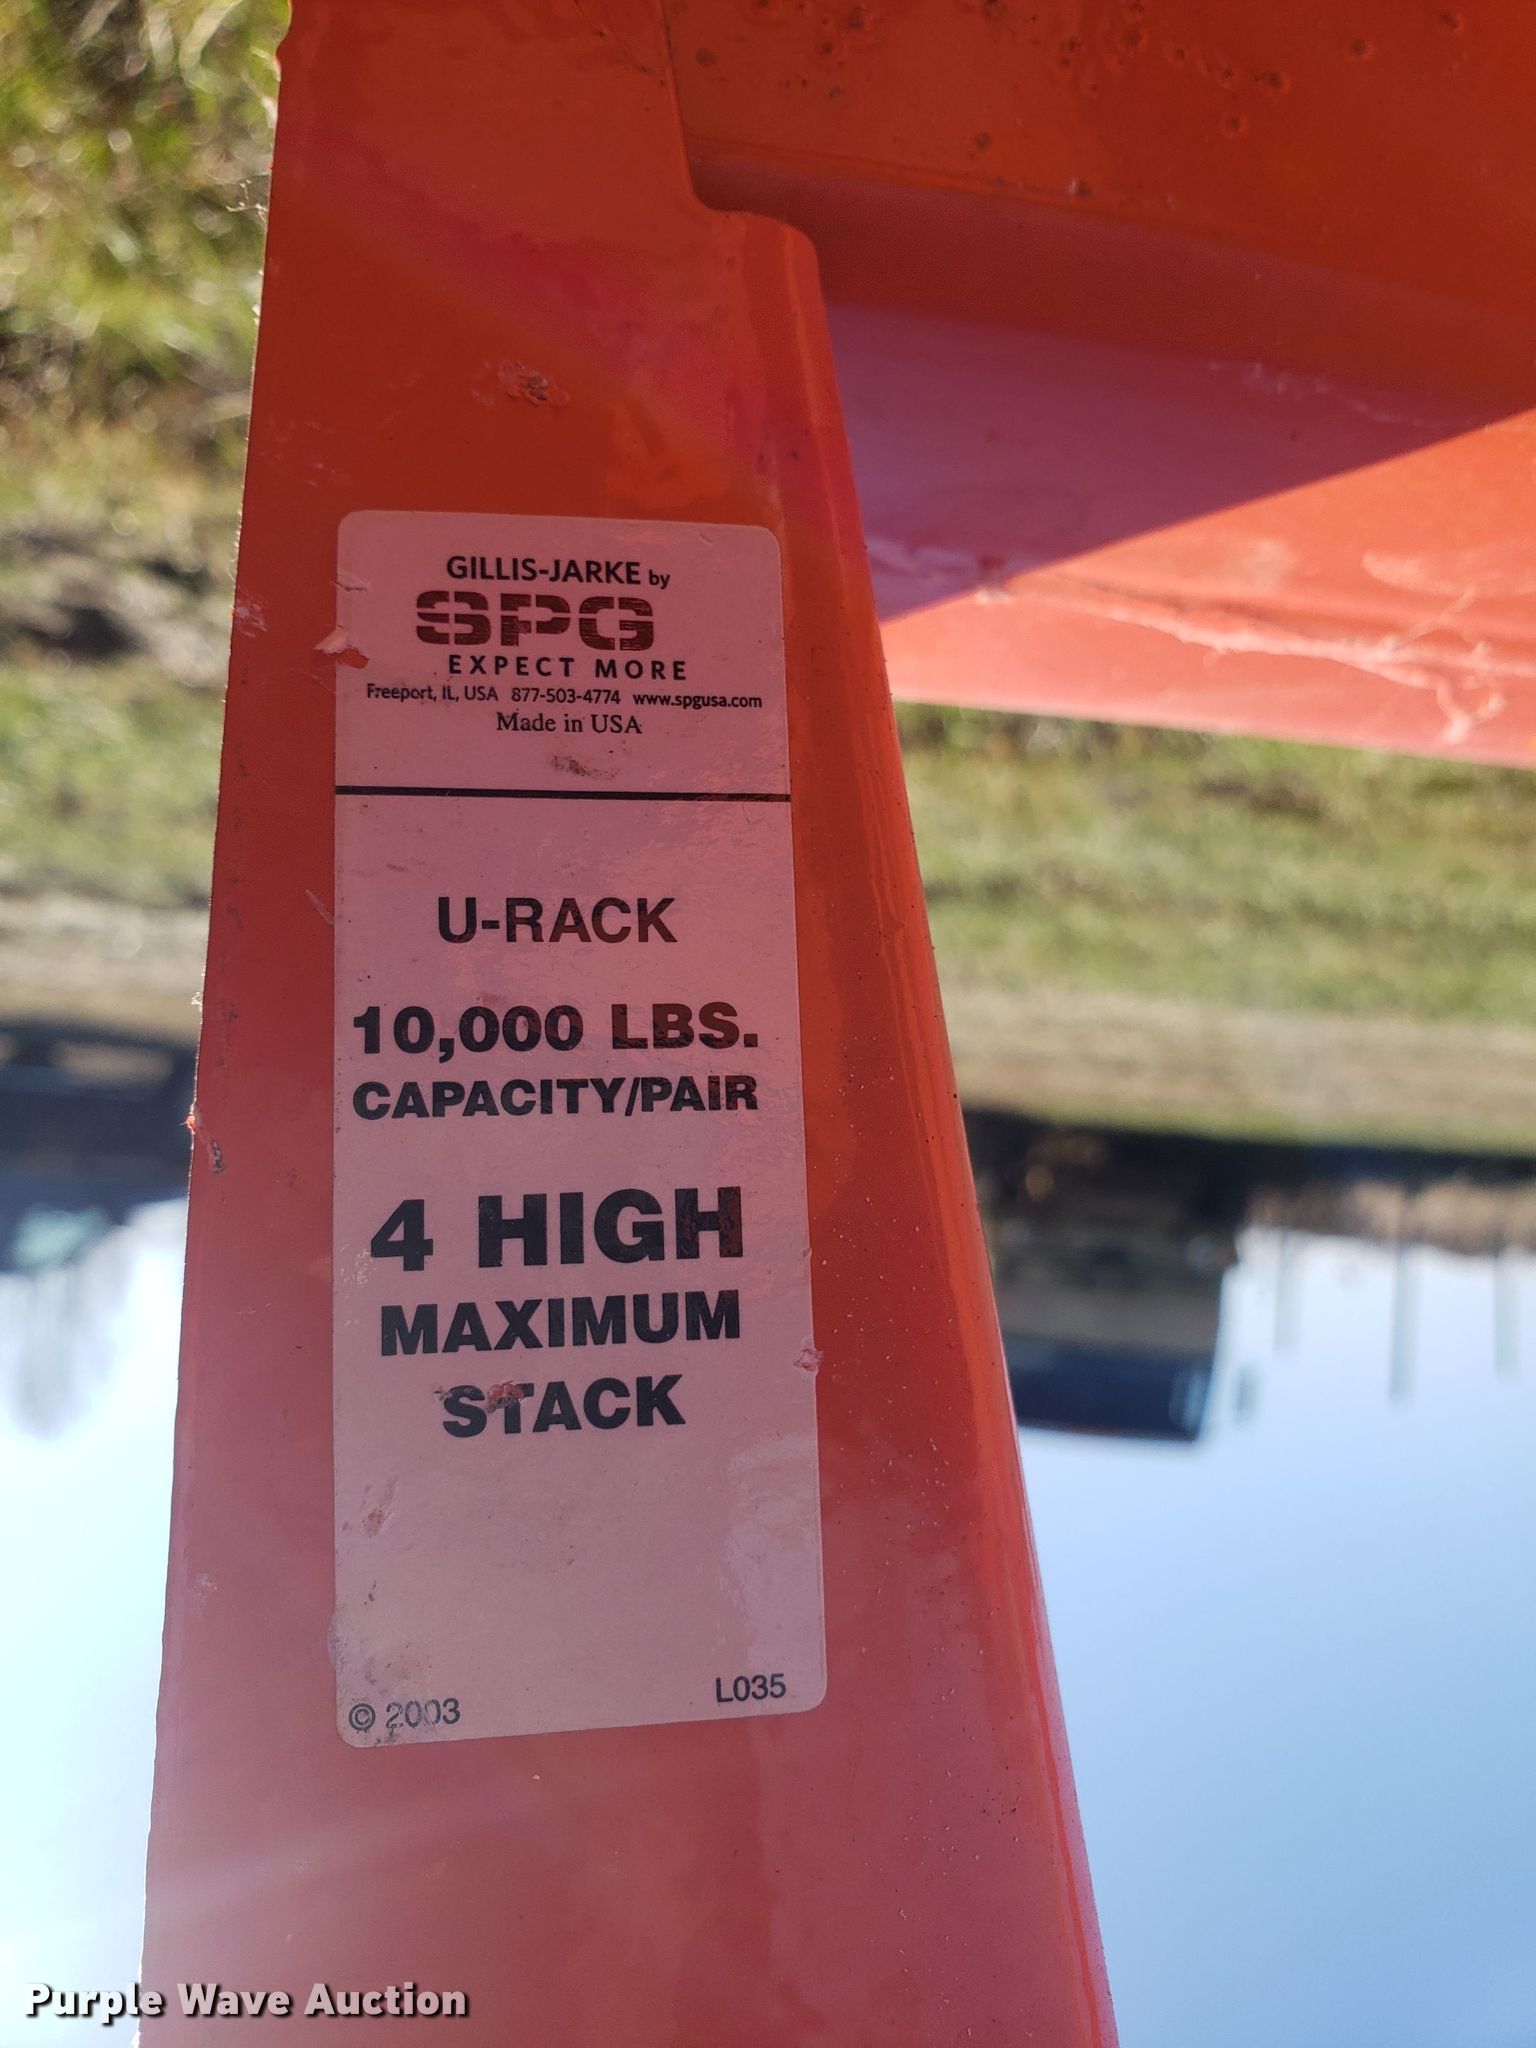 GILLIS-JARKE by
SPG
EXPECT MORE
Freeport, IL, USA 877-503-4774 www.spgusa.com
Made in USA
U-RACK
10,000 LBS.
CAPACITY/PAIR
4 HIGH
MAXIMUM
STACK
© 2003 L035
Purple Wave Auction